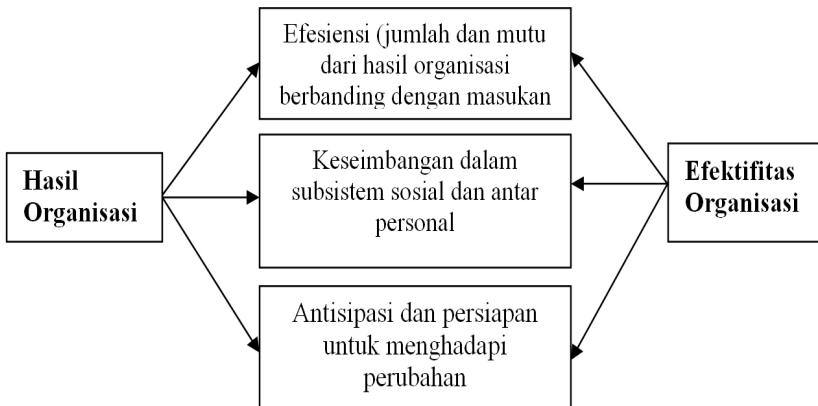 Efesiensi (jumlah dan mutu
dari hasil organisasi
berbanding dengan masukan
Hasil
Organisasi
Keseimbangan dalam
subsistem sosial dan antar
personal
Efektifitas
Organisasi
Antisipasi dan persiapan
untuk menghadapi
perubahan